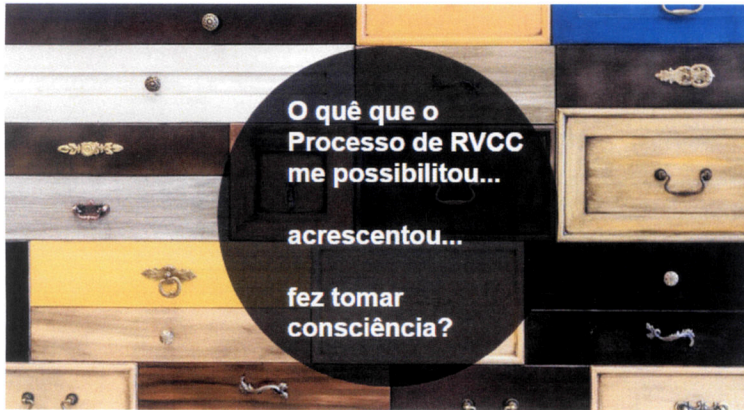 O quê que o
Processo de RVCC
me possibilitou...
acrescentou...
fez tomar
consciência?